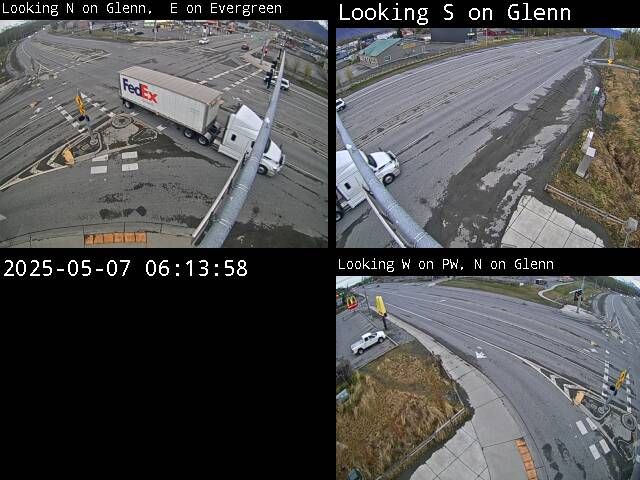 Looking N on Glenn, E on Evergreen
Looking S on Glenn
FedEx
2025-05-07 06:13:58
Looking W on PW, N on Glenn